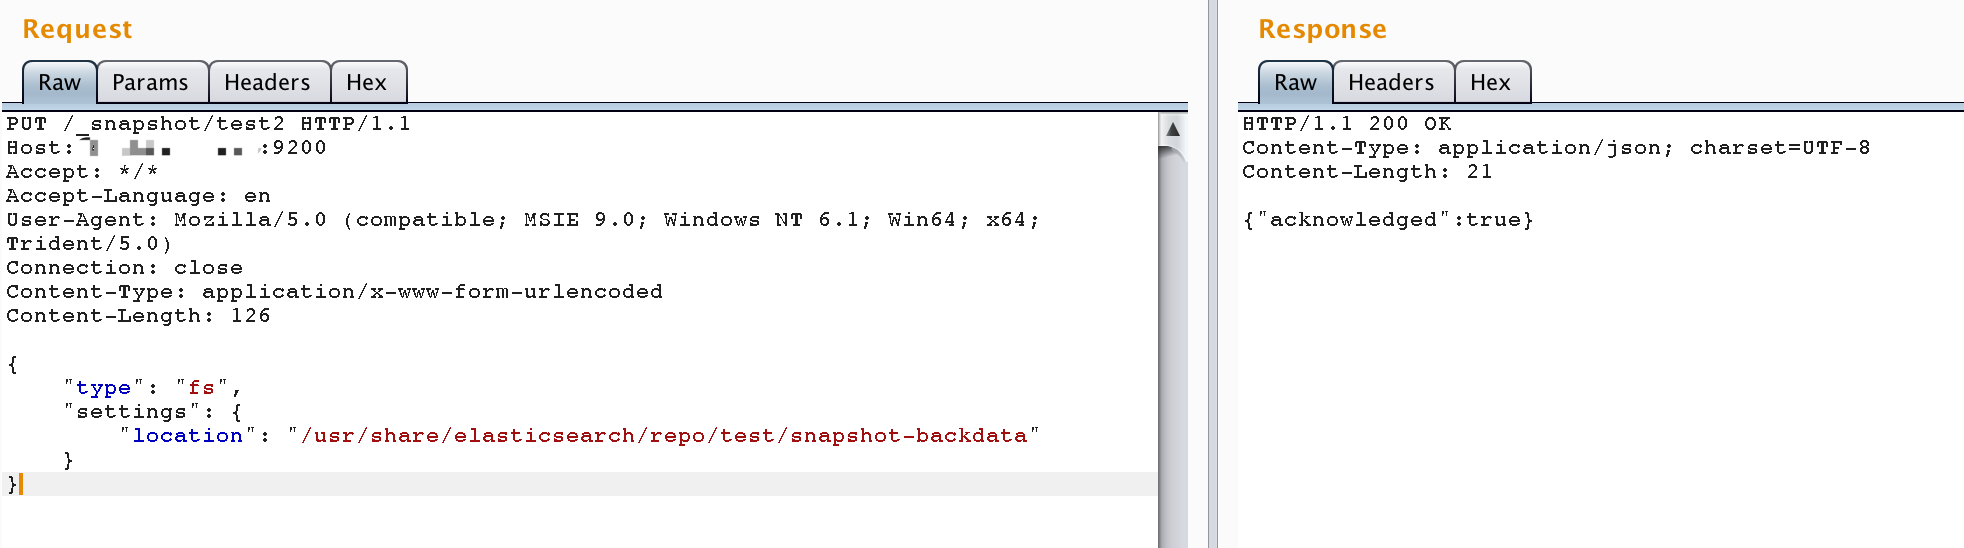 Request
Raw Params Headers Hex
PUT /_snapshot/test2 HTTP/1.1
Host: :9200
Accept: */*
Accept-Language: en
User-Agent: Mozilla/5.0 (compatible; MSIE 9.0; Windows NT 6.1; Win64; x64;
Trident/5.0)
Connection: close
Content-Type: application/x-www-form-urlencoded
Content-Length: 126
{
"type": "fs",
"settings": {
"location": "/usr/share/elasticsearch/repo/test/snapshot-backdata"
}
}
Response
Raw Headers Hex
HTTP/1.1 200 OK
Content-Type: application/json; charset=UTF-8
Content-Length: 21
{"acknowledged":true}